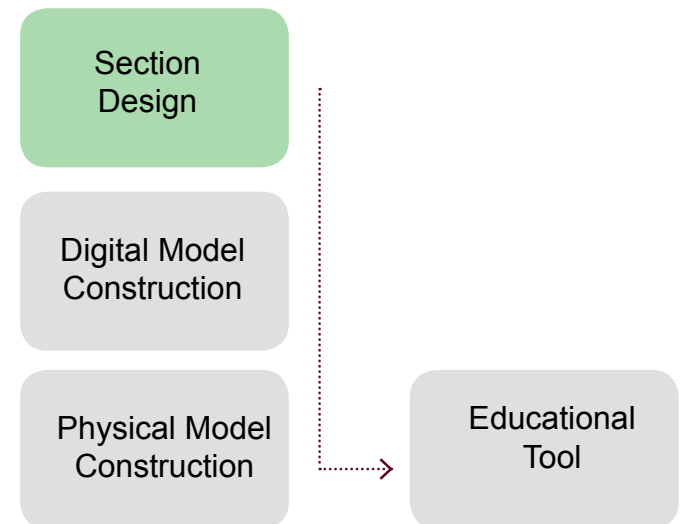 Section
Design
Digital Model
Construction
Physical Model
Construction
Educational
Tool